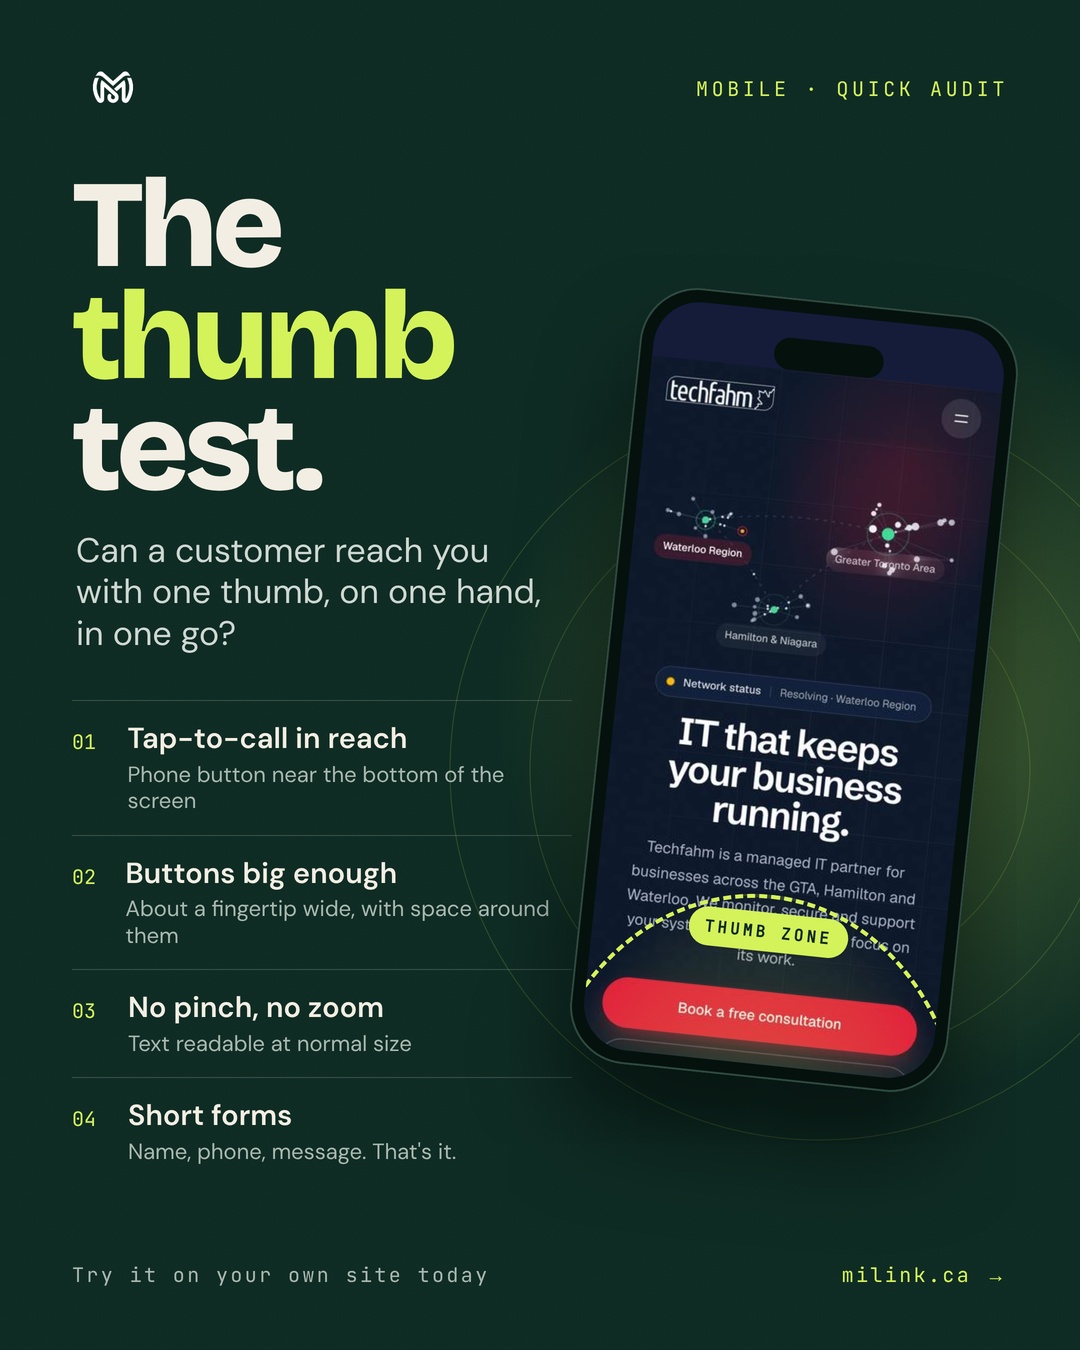 MOBILE · QUICK AUDIT
The
thumb
test.
Can a customer reach you
with one thumb, on one hand,
in one go?
01 Tap-to-call in reach
Phone button near the bottom of the
screen
02 Buttons big enough
About a fingertip wide, with space around
them
03 No pinch, no zoom
Text readable at normal size
04 Short forms
Name, phone, message. That's it.
techfahm
Waterloo Region
Greater Toronto Area
Hamilton & Niagara
Network status | Resolving · Waterloo Region
IT that keeps
your business
running.
Techfahm is a managed IT partner for
businesses across the GTA, Hamilton and
Waterloo. We monitor, secure and support
your focus on
its work.
THUMB ZONE
Book a free consultation
Try it on your own site today
milink.ca →